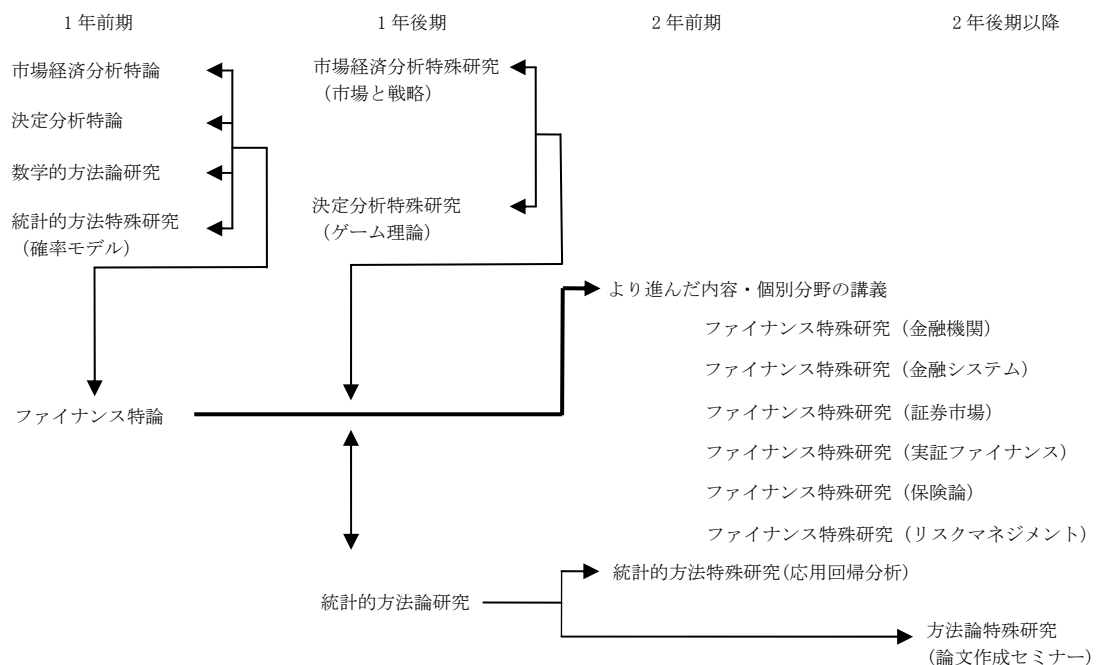 1 年前期
1 年後期
2 年前期
2 年後期以降
市場経済分析特論
決定分析特論
数学的方法論研究
統計的方法特殊研究
（確率モデル）
市場経済分析特殊研究
（市場と戦略）
決定分析特殊研究
（ゲーム理論）
より進んだ内容・個別分野の講義
ファイナンス特殊研究（金融機関）
ファイナンス特殊研究（金融システム）
ファイナンス特論
ファイナンス特殊研究（証券市場）
ファイナンス特殊研究（実証ファイナンス）
ファイナンス特殊研究（保険論）
ファイナンス特殊研究（リスクマネジメント）
統計的方法特殊研究(応用回帰分析)
統計的方法論研究
方法論特殊研究
(論文作成セミナー)